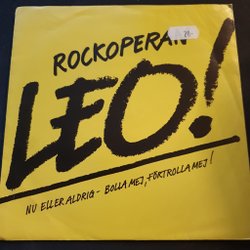 ROCKOPERAN
LEO!
NU ELLER ALDRIG - BOLLA MEJ, FÖRTROLLA MEJ!